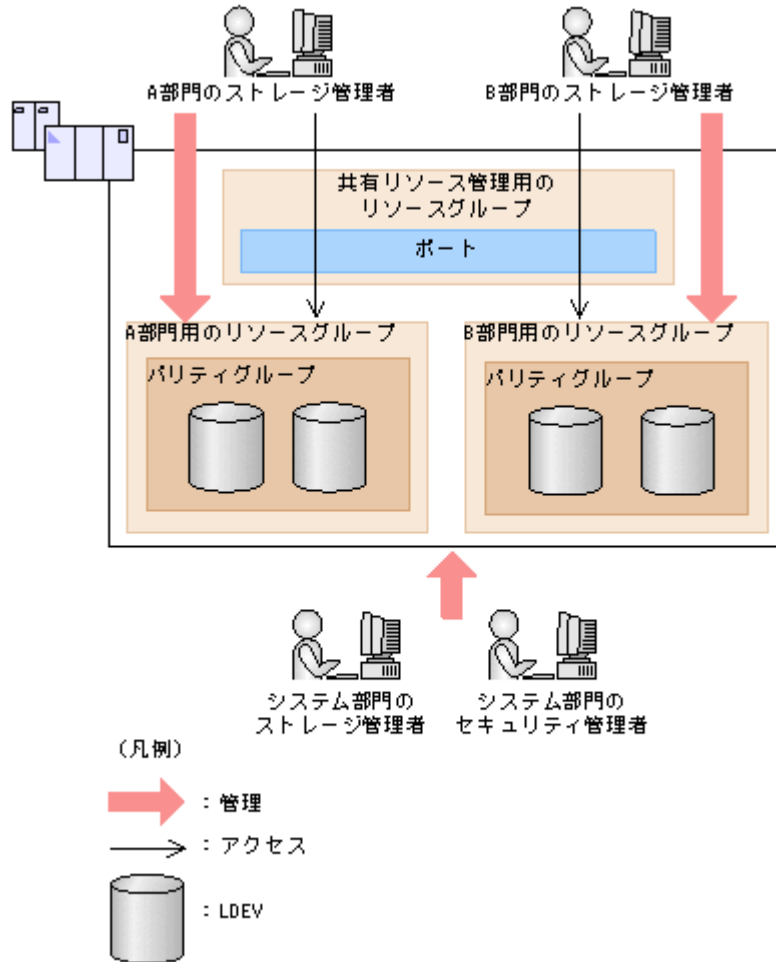 A部門のストレージ管理者
B部門のストレージ管理者
共有リソース管理用の
リソースグループ
ポート
A部門用のリソースグループ
B部門用のリソースグループ
パリティグループ
パリティグループ
システム部門の
ストレージ管理者
システム部門の
セキュリティ管理者
(凡例)
:管理
:アクセス
:LDEV